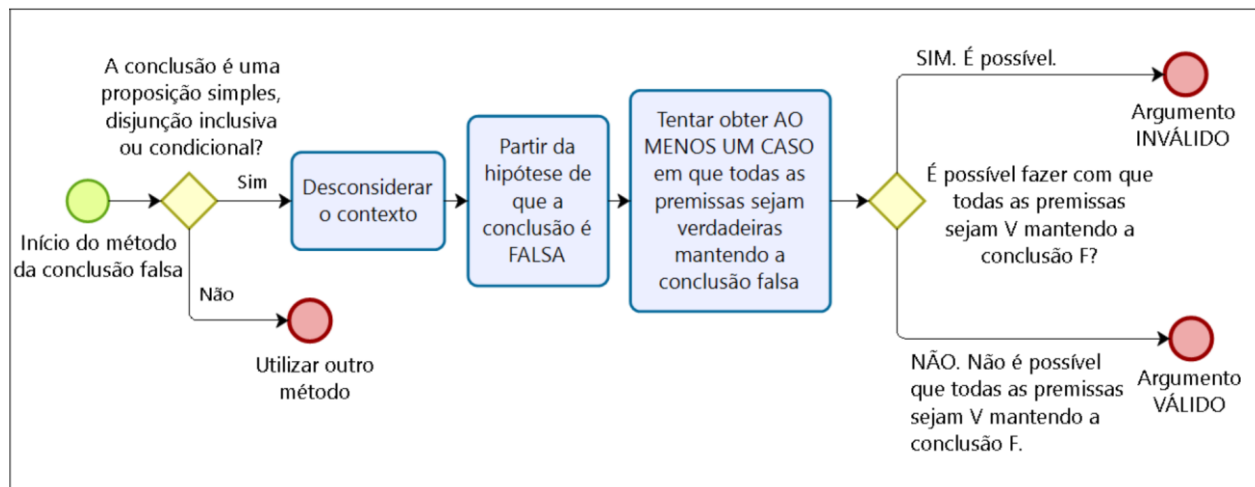 A conclusão é uma
proposição simples,
disjunção inclusiva
ou condicional?
Início do método
da conclusão falsa
Sim
Não
Utilizar outro
método
Desconsiderar
o contexto
Partir da
hipótese de
que a
conclusão é
FALSA
Tentar obter AO
MENOS UM CASO
em que todas as
premissas sejam
verdadeiras
mantendo a
conclusão falsa
É possível fazer com que
todas as premissas
sejam V mantendo a
conclusão F?
SIM. É possível.
Argumento
INVÁLIDO
NÃO. Não é possível
que todas as premissas
sejam V mantendo a
conclusão F.
Argumento
VÁLIDO